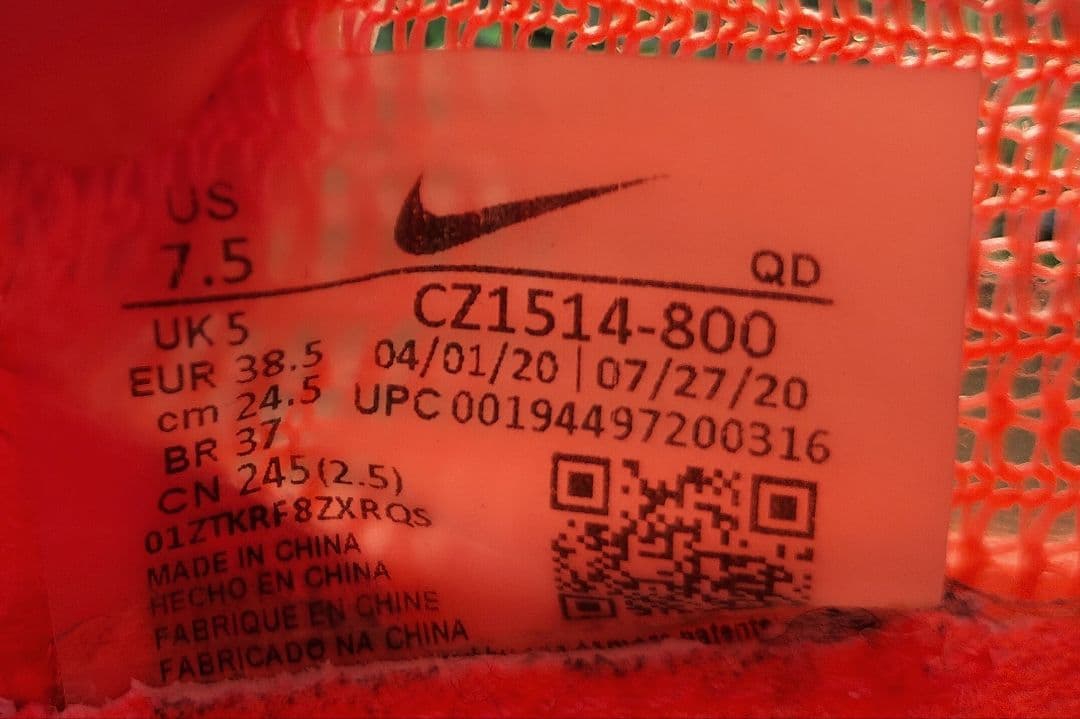 US
7.5
QD
UK 5
EUR 38.5
cm 24.5
BR 37
CN 245(2.5)
01ZTKRF8ZXRQS
MADE IN CHINA
HECHO EN CHINA
FABRIQUE EN CHINE
FABRICADO NA CHINA
CZ1514-800
04/01/20 | 07/27/20
UPC 00194497200316